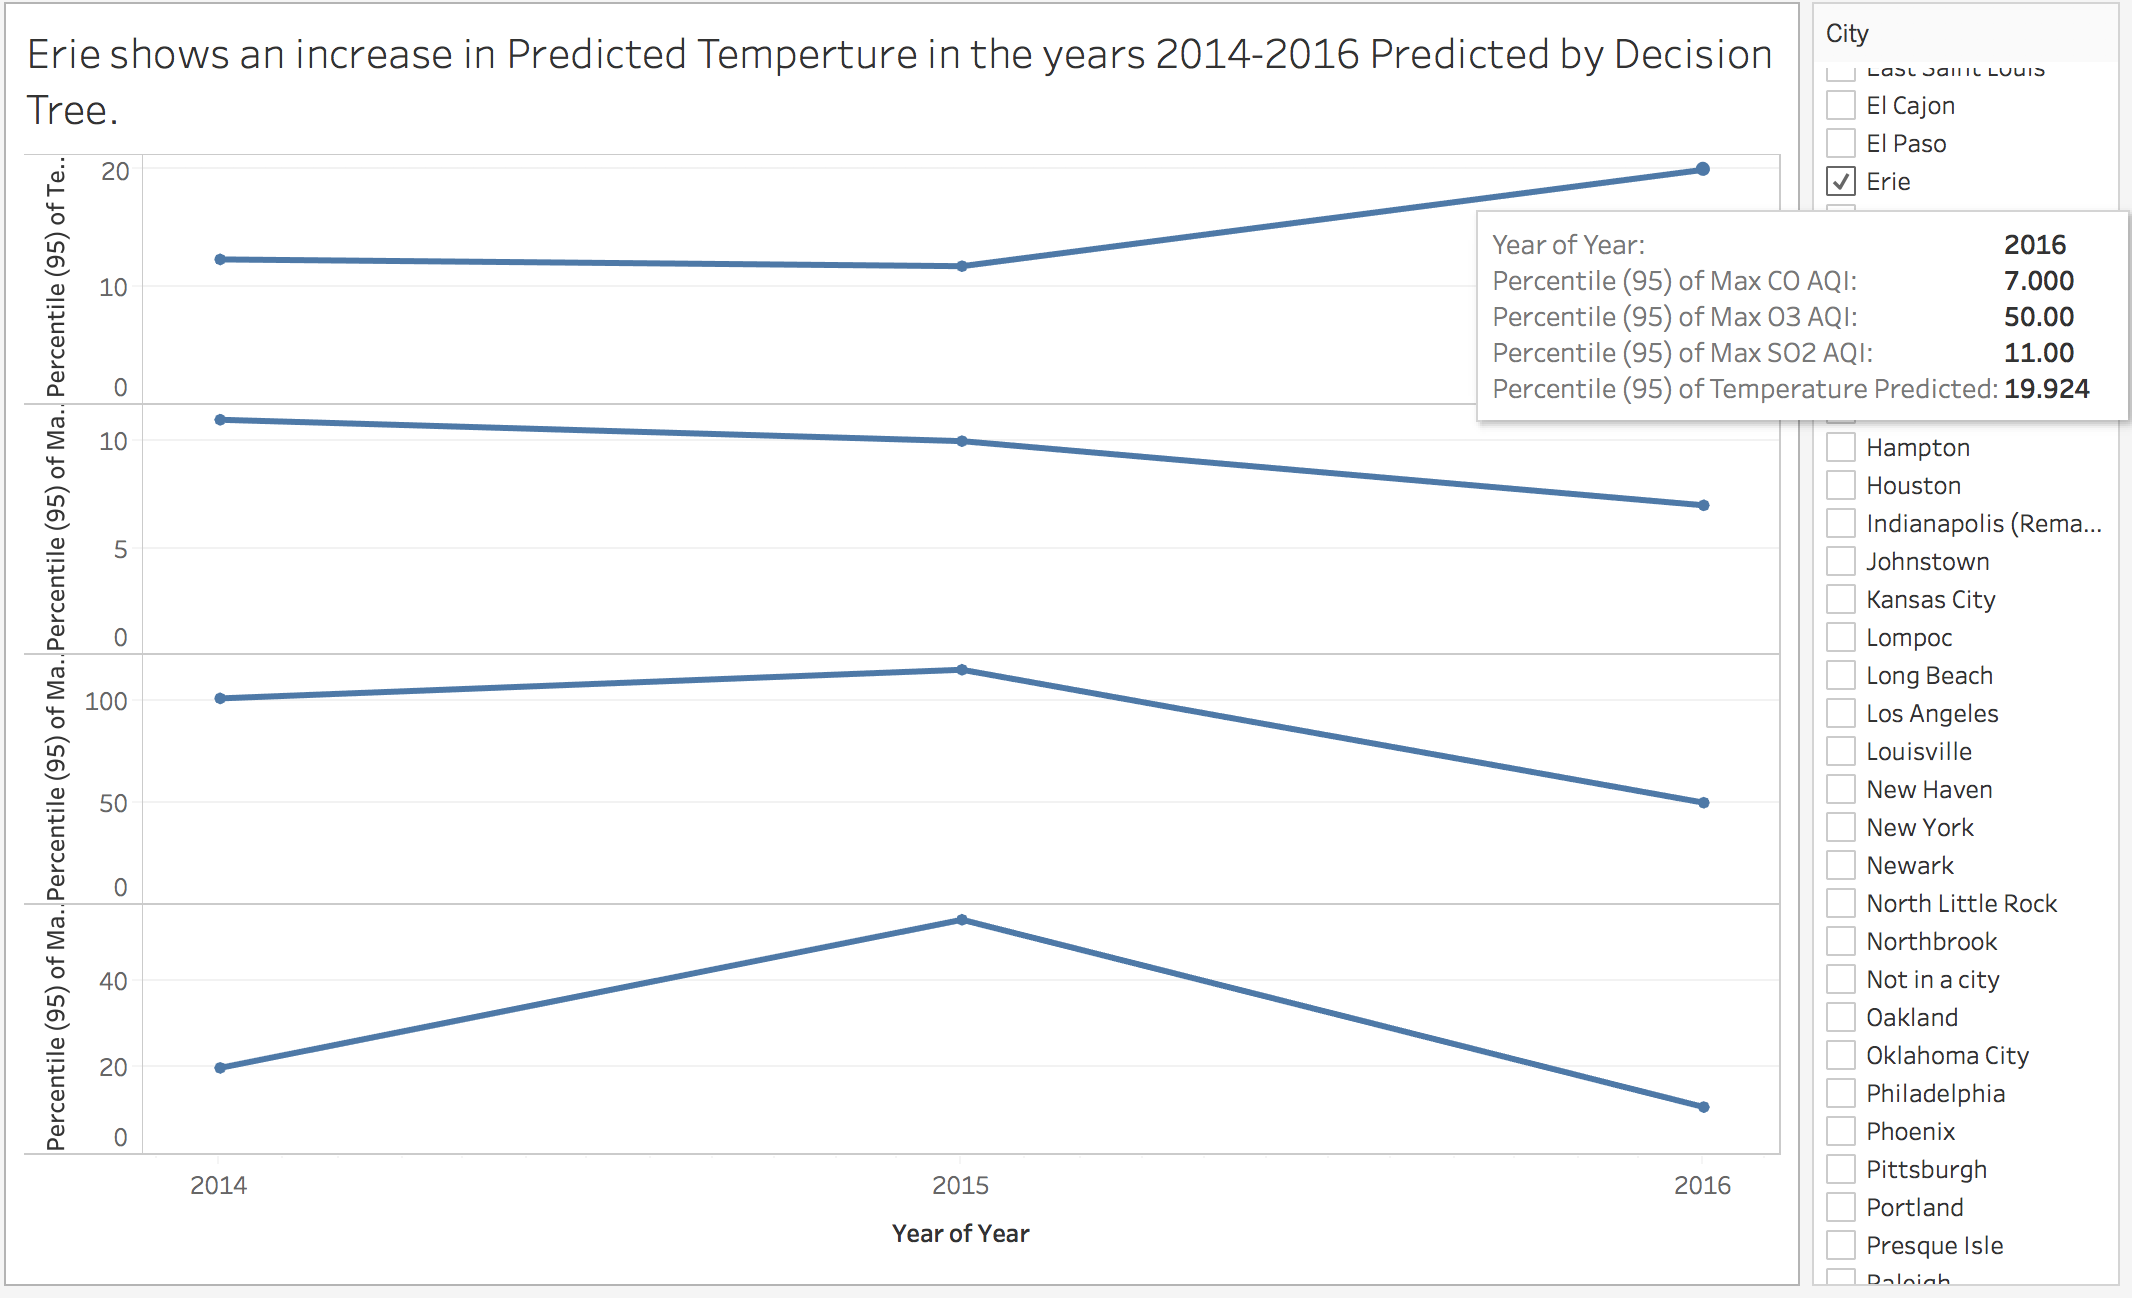 Erie shows an increase in Predicted Temperture in the years 2014-2016 Predicted by Decision
Tree.
Percentile (95) of Te..
20
10
0
Percentile (95) of Ma..
10
5
0
Percentile (95) of Ma..
100
50
0
Percentile (95) of Ma..
40
20
0
2014
2015
2016
Year of Year
Year of Year: 2016
Percentile (95) of Max CO AQI: 7.000
Percentile (95) of Max O3 AQI: 50.00
Percentile (95) of Max SO2 AQI: 11.00
Percentile (95) of Temperature Predicted: 19.924
City
East Saint Louis
El Cajon
El Paso
Erie
Hampton
Houston
Indianapolis (Rema...
Johnstown
Kansas City
Lompoc
Long Beach
Los Angeles
Louisville
New Haven
New York
Newark
North Little Rock
Northbrook
Not in a city
Oakland
Oklahoma City
Philadelphia
Phoenix
Pittsburgh
Portland
Presque Isle
Raleigh